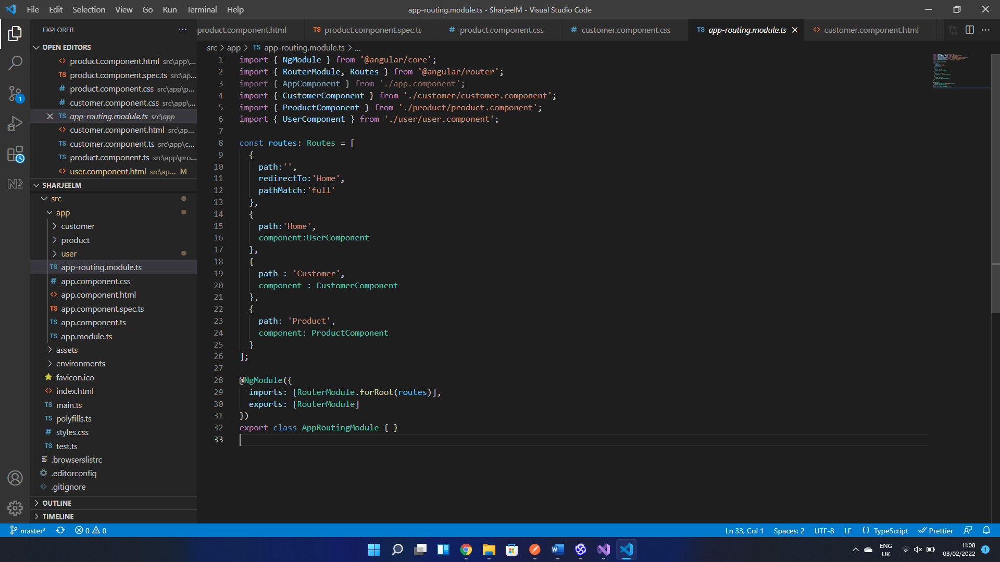 File Edit Selection View Go Run Terminal Help
app-routing.module.ts - SharjeelM - Visual Studio Code
EXPLORER
product.component.html
TS product.component.spec.ts
# product.component.css
# customer.component.css
TS app-routing.module.ts
<> customer.component.html
OPEN EDITORS
<> product.component.html src\app\...
TS product.component.spec.ts src\ap...
# product.component.css src\app\p...
# customer.component.css src\app\...
TS app-routing.module.ts src\app
<> customer.component.html src\ap...
TS customer.component.ts src\app\c...
TS product.component.ts src\app\pro...
<> user.component.html src\ap... M
SHARJEELM
src
app
customer
product
user
TS app-routing.module.ts
# app.component.css
<> app.component.html
TS app.component.spec.ts
TS app.component.ts
TS app.module.ts
assets
environments
favicon.ico
<> index.html
TS main.ts
TS polyfills.ts
# styles.css
TS test.ts
.browserslistrc
.editorconfig
.gitignore
OUTLINE
TIMELINE
src > app > TS app-routing.module.ts > ...
1 import { NgModule } from '@angular/core';
2 import { RouterModule, Routes } from '@angular/router';
3 import { AppComponent } from './app.component';
4 import { CustomerComponent } from './customer/customer.component';
5 import { ProductComponent } from './product/product.component';
6 import { UserComponent } from './user/user.component';
7
8 const routes: Routes = [
9 {
10 path:'',
11 redirectTo:'Home',
12 pathMatch:'full'
13 },
14 {
15 path:'Home',
16 component:UserComponent
17 },
18 {
19 path : 'Customer',
20 component : CustomerComponent
21 },
22 {
23 path: 'Product',
24 component: ProductComponent
25 }
26 ];
27
28 @NgModule({
29 imports: [RouterModule.forRoot(routes)],
30 exports: [RouterModule]
31 })
32 export class AppRoutingModule { }
33
1
master* 0 0
Ln 33, Col 1 Spaces: 2 UTF-8 LF {} TypeScript Prettier
ENG
UK
11:08
03/02/2022
1